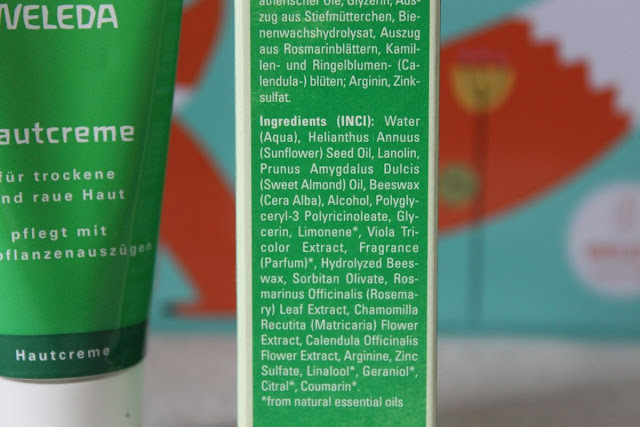 WELEDA
autcreme
für trockene
nd raue Haut
pflegt mit
flanzenauszügen
Hautcreme
ätherischer Öle, Glyzerin, Aus-
zug aus Stiefmütterchen, Bie-
nenwachshydrolysat, Auszug
aus Rosmarinblättern, Kamil-
len- und Ringelblumen- (Ca-
lendula-) blüten; Arginin, Zink-
sulfat.
Ingredients (INCI): Water
(Aqua), Helianthus Annuus
(Sunflower) Seed Oil, Lanolin,
Prunus Amygdalus Dulcis
(Sweet Almond) Oil, Beeswax
(Cera Alba), Alcohol, Polygly-
ceryl-3 Polyricinoleate, Gly-
cerin, Limonene*, Viola Tri-
color Extract, Fragrance
(Parfum)*, Hydrolyzed Bees-
wax, Sorbitan Olivate, Ros-
marinus Officinalis (Rosema-
ry) Leaf Extract, Chamomilla
Recutita (Matricaria) Flower
Extract, Calendula Officinalis
Flower Extract, Arginine, Zinc
Sulfate, Linalool*, Geraniol*,
Citral*, Coumarin*.
*from natural essential oils